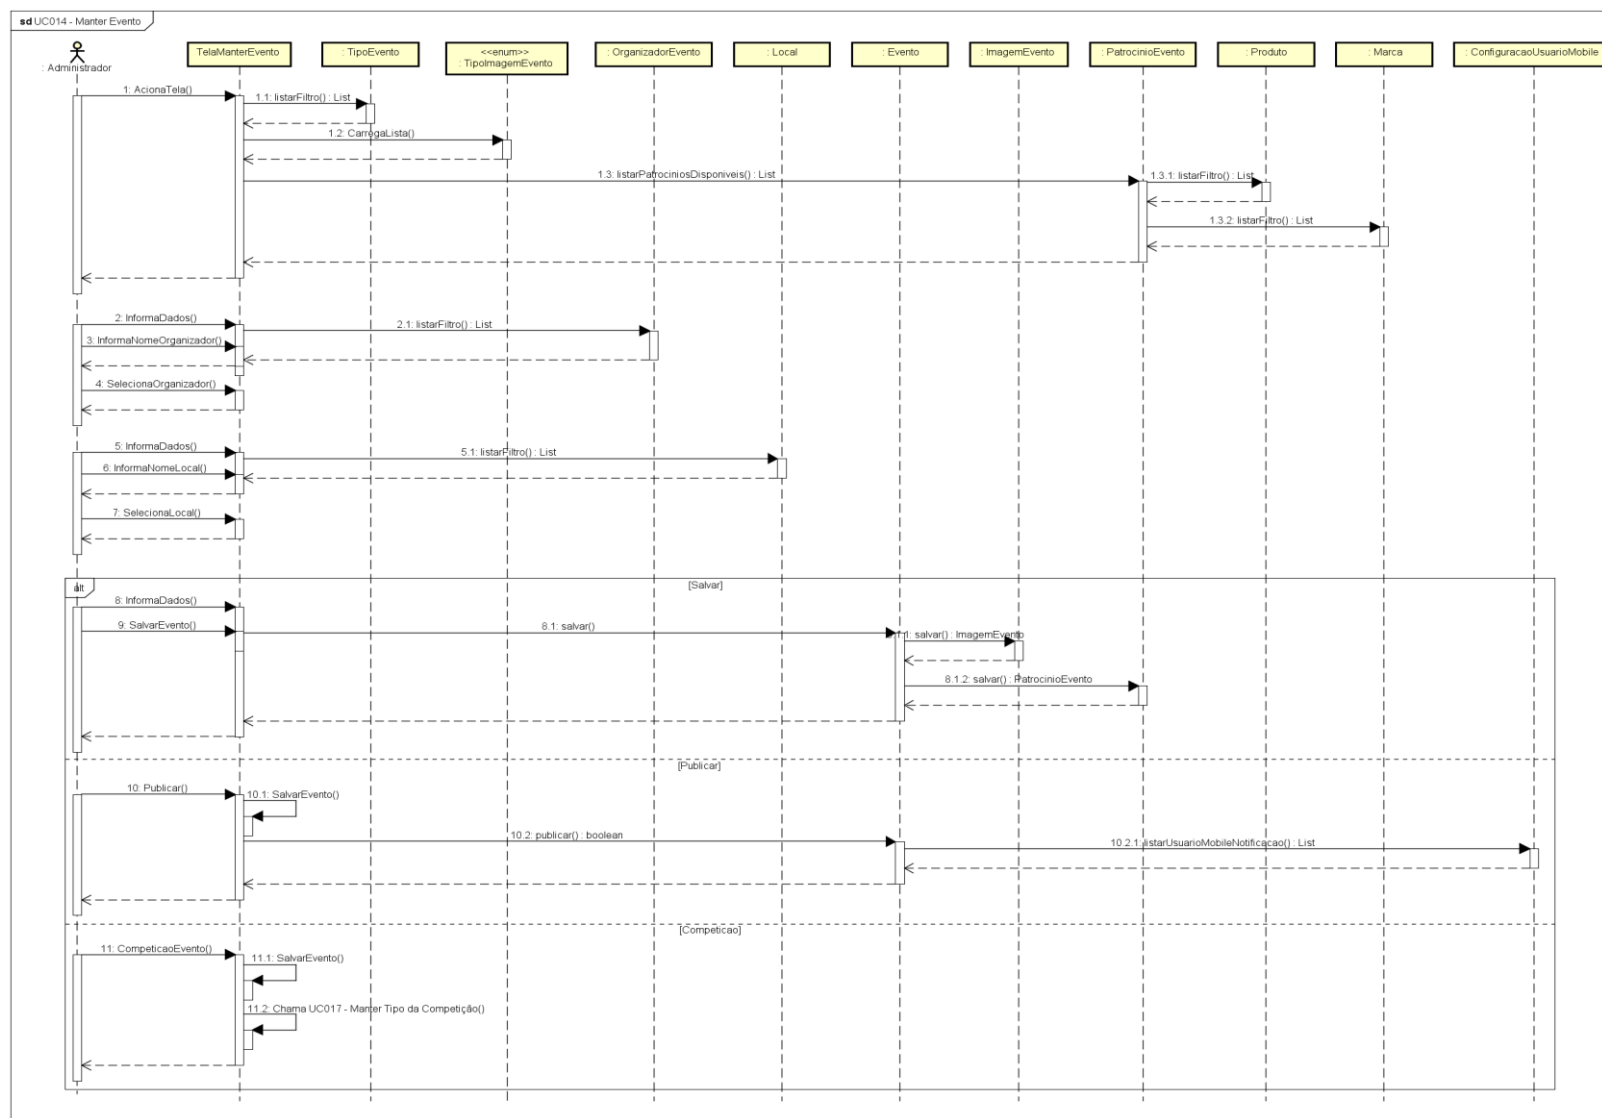 sd UC014 - Manter Evento
: Administrador
TelaManterEvento
: TipoEvento
<<enum>>
: TipoImagemEvento
: OrganizadorEvento
: Local
: Evento
: ImagemEvento
: PatrocinioEvento
: Produto
: Marca
: ConfiguracaoUsuarioMobile
1: AcionaTela()
1.1: listarFiltro() : List
1.2: CarregaLista()
1.3: listarPatrociniosDisponiveis() : List
1.3.1: listarFiltro() : List
1.3.2: listarFiltro() : List
2: InformaDados()
2.1: listarFiltro() : List
3: InformaNomeOrganizador()
4: SelecionaOrganizador()
5: InformaDados()
5.1: listarFiltro() : List
6: InformaNomeLocal()
7: SelecionaLocal()
alt
[Salvar]
8: InformaDados()
9: SalvarEvento()
8.1: salvar()
1: salvar() : ImagemEvento
8.1.2: salvar() : PatrocinioEvento
[Publicar]
10: Publicar()
10.1: SalvarEvento()
10.2: publicar() : boolean
10.2.1: listarUsuarioMobileNotificacao() : List
[Competicao]
11: CompeticaoEvento()
11.1: SalvarEvento()
11.2: Chama UC017 - Manter Tipo da Competição()